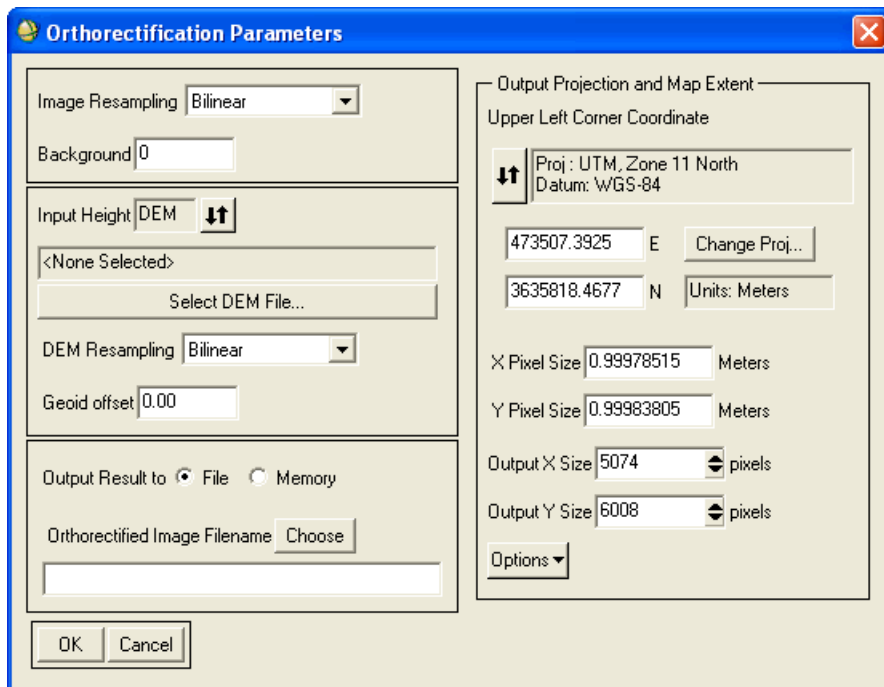 Orthorectification Parameters
Image Resampling Bilinear
Background 0
Input Height DEM
<None Selected>
Select DEM File...
DEM Resampling Bilinear
Geoid offset 0.00
Output Result to File Memory
Orthorectified Image Filename Choose
OK Cancel
Output Projection and Map Extent
Upper Left Corner Coordinate
Proj : UTM, Zone 11 North
Datum: WGS-84
473507.3925 E Change Proj...
3635818.4677 N Units: Meters
X Pixel Size 0.99978515 Meters
Y Pixel Size 0.99983805 Meters
Output X Size 5074 pixels
Output Y Size 6008 pixels
Options